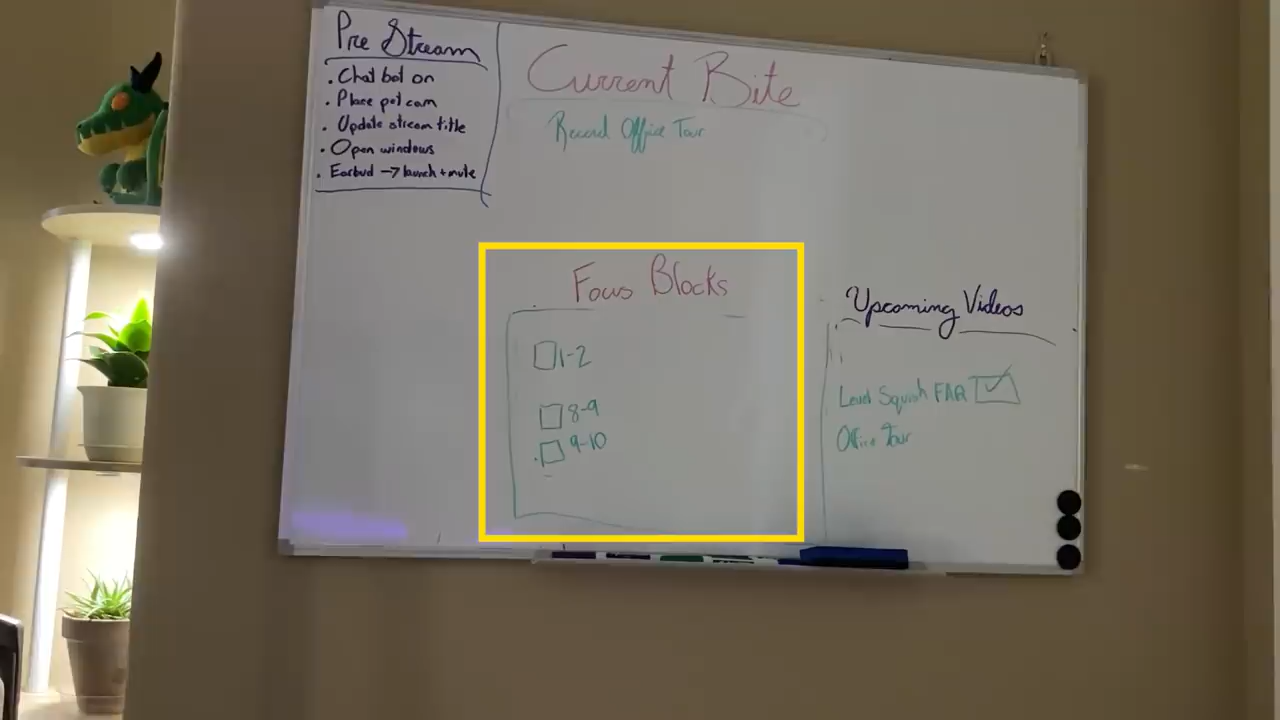 Pre Stream
• Chat bot on
• Place pet cam
• Update stream title
• Open windows
• Earbud → launch + mute
Current Bite
Record Office Tour
Focus Blocks
1-2
8-9
9-10
Upcoming Videos
Squish FAR
Office Tour